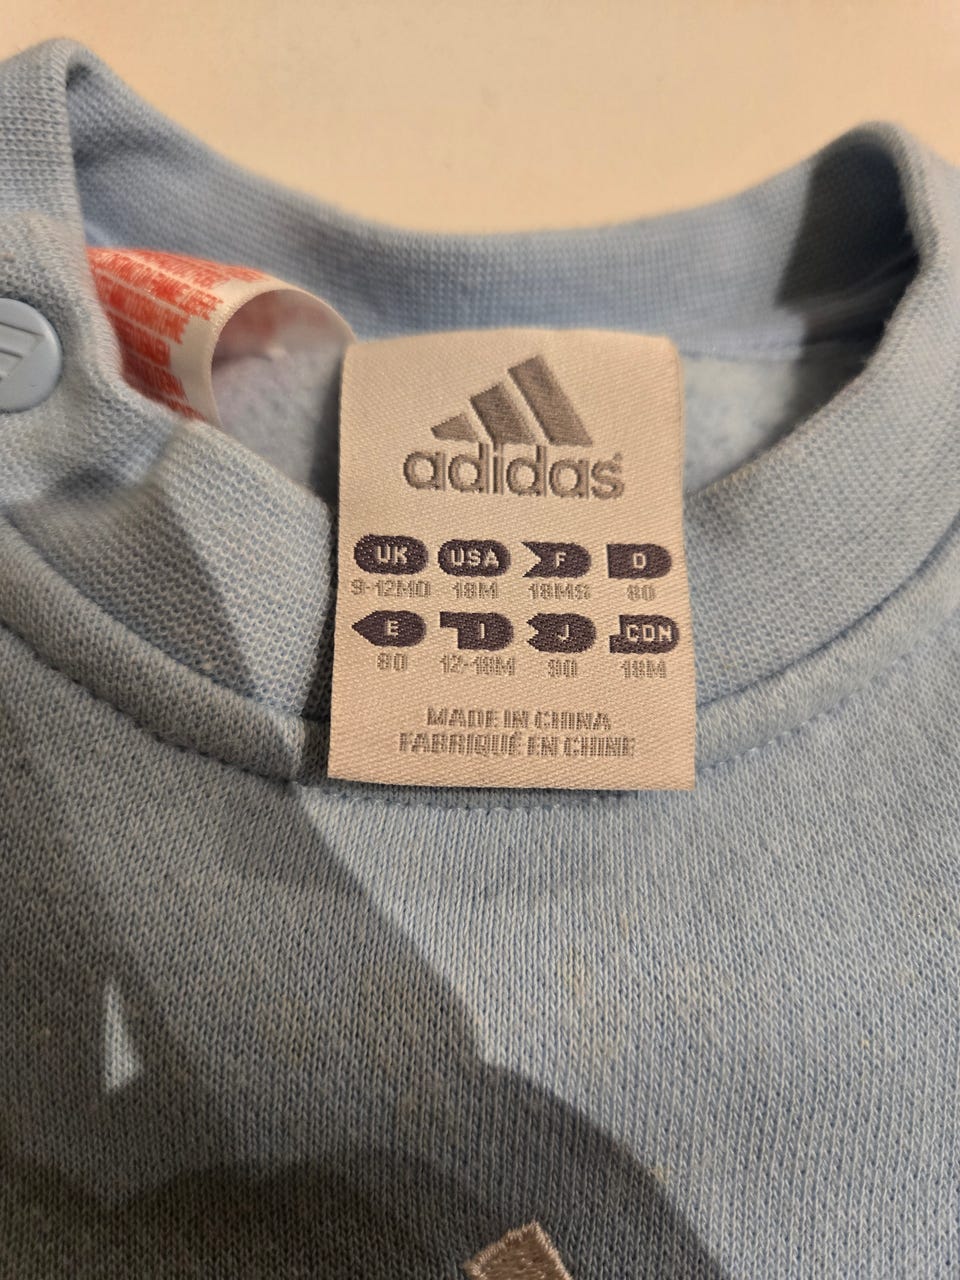 adidas
UK USA F D
9-12MO 18M 18MS 80
E I J CDN
80 12-18M 90 18M
MADE IN CHINA
FABRIQUÉ EN CHINE